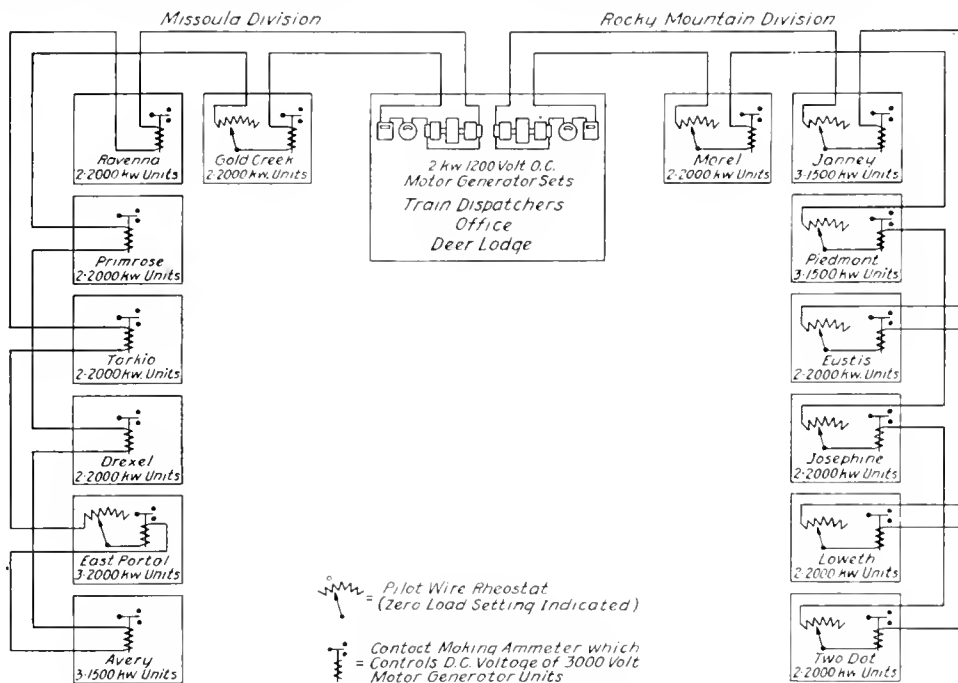 Missoula Division
Rocky Mountain Division
Ravenna
2-2000 kw Units
Gold Creek
2-2000 kw. Units
2 kw 1200 Volt D.C.
Motor Generator Sets
Train Dispatchers
Office
Deer Lodge
Morel
2-2000 kw Units
Janney
3-1500 kw Units
Primrose
2-2000 kw Units
Piedmont
3-1500 kw Units
Tarkio
2-2000 kw. Units
Eustis
2-2000 kw Units
Drexel
2-2000 kw Units
Josephine
2-2000 kw Units
East Portal
3-2000 kw Units
Loweth
2-2000 kw Units
Avery
3-1500 kw Units
Two Dot
2-2000 kw Units
= Pilot Wire Rheostat
(Zero Load Setting Indicated)
Contact Making Ammeter which
= Controls D.C. Voltage of 3000 Volt
Motor Generator Units